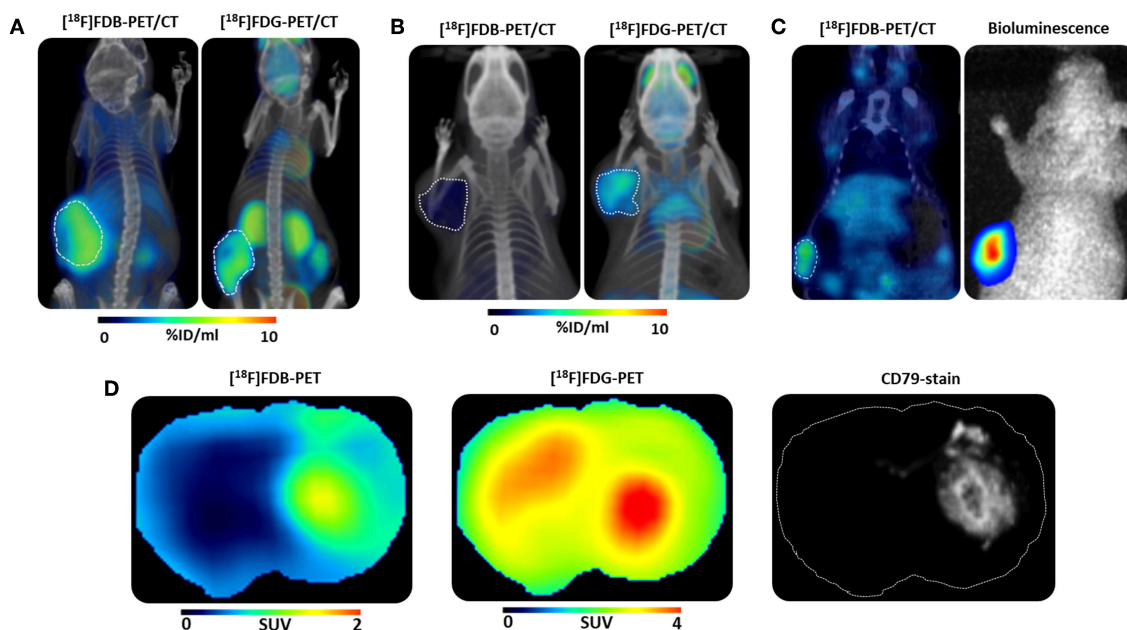 A
[¹⁸F]FDB-PET/CT
[¹⁸F]FDG-PET/CT
0 %ID/ml 10
B
[¹⁸F]FDB-PET/CT
[¹⁸F]FDG-PET/CT
0 %ID/ml 10
C
[¹⁸F]FDB-PET/CT
Bioluminescence
D
[¹⁸F]FDB-PET
[¹⁸F]FDG-PET
CD79-stain
0 SUV 2
0 SUV 4